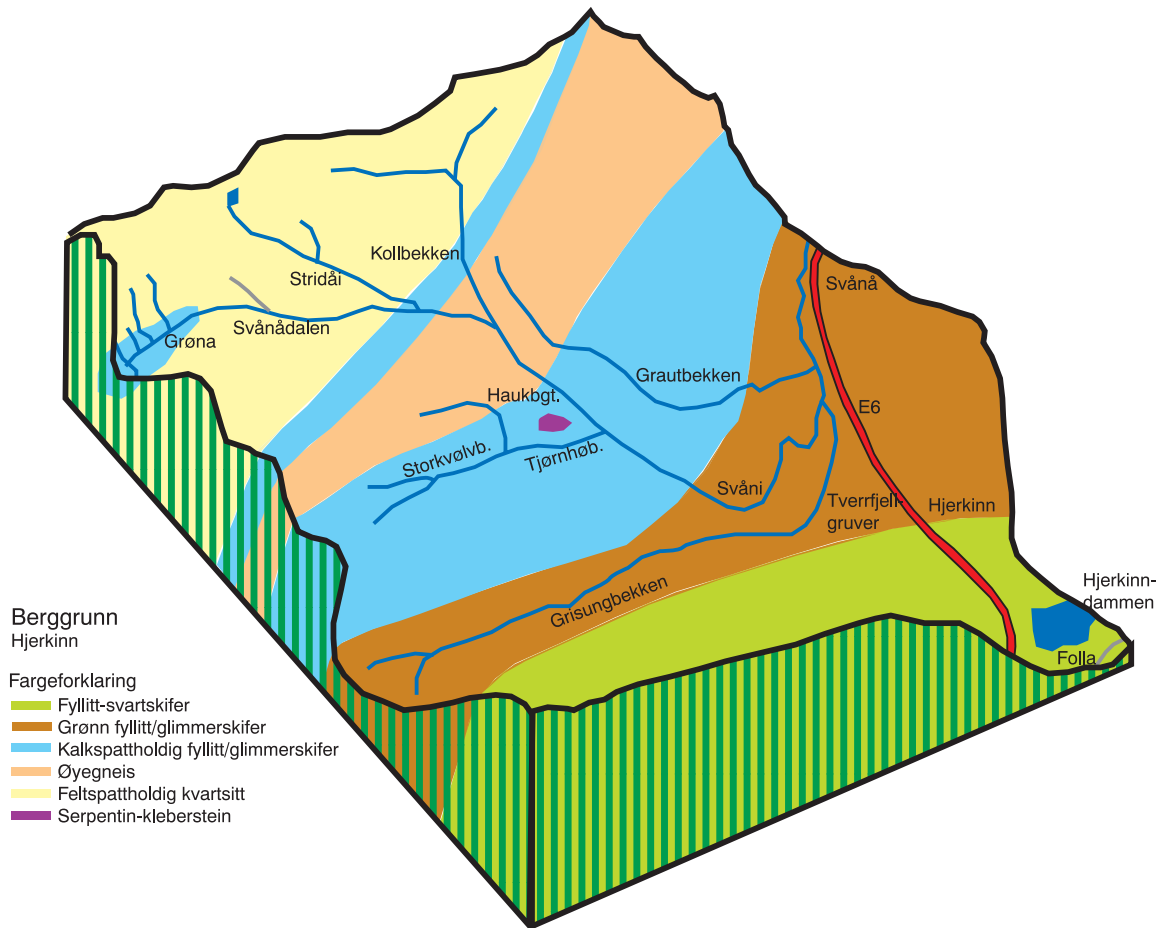 Kollbekken
Stridåi
Svånå
Svånådalen
Grøna
Grautbekken
Haukbgt.
E6
Storkvølvb.
Tjørnhøb.
Svåni
Tverrfjell-
gruver
Hjerkinn
Grisungbekken
Hjerkinn-
dammen
Folla
Berggrunn
Hjerkinn
Fargeforklaring
Fyllitt-svartskifer
Grønn fyllitt/glimmerskifer
Kalkspattholdig fyllitt/glimmerskifer
Øyegneis
Feltspattholdig kvartsitt
Serpentin-kleberstein